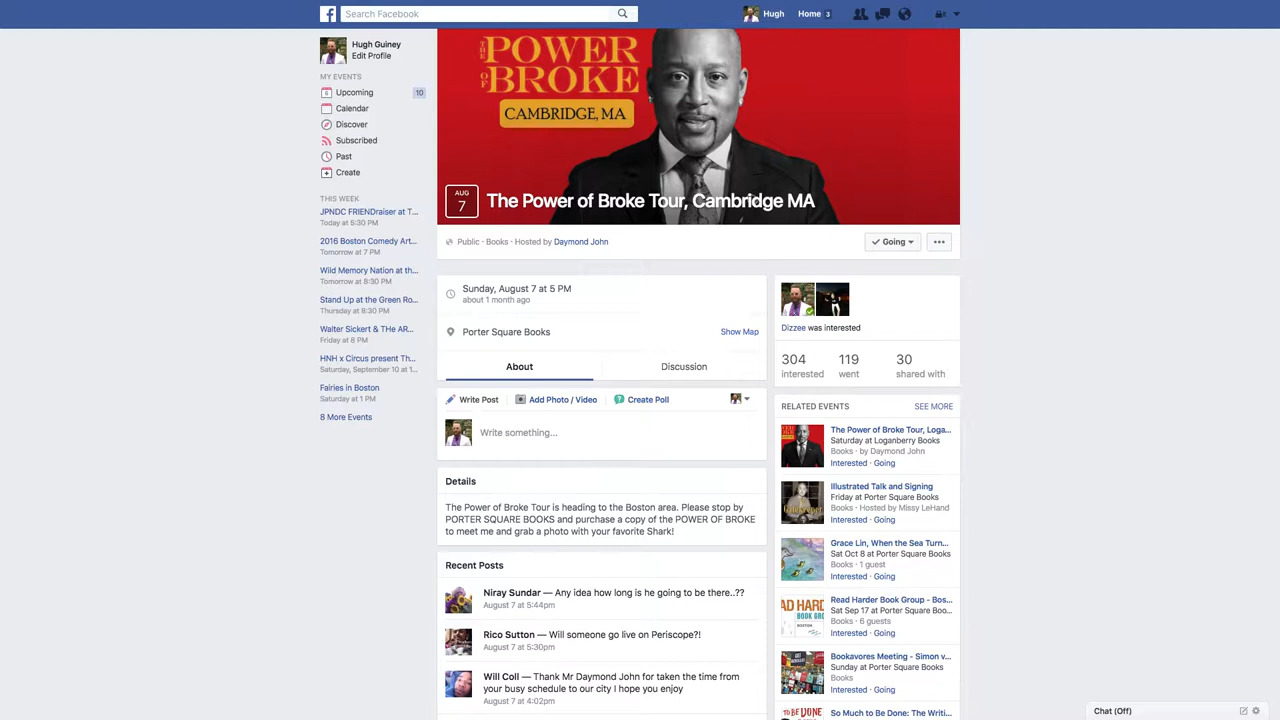 Search Facebook
Hugh
Home 3
Hugh Guiney
Edit Profile
MY EVENTS
6 Upcoming 10
Calendar
Discover
Subscribed
Past
Create
THIS WEEK
JPNDC FRIENDraiser at T...
Today at 5:30 PM
2016 Boston Comedy Art...
Tomorrow at 7 PM
Wild Memory Nation at th...
Tomorrow at 8:30 PM
Stand Up at the Green Ro...
Thursday at 8:30 PM
Walter Sickert & THe AR...
Friday at 8 PM
HNH x Circus present Th...
Saturday, September 10 at 1...
Fairies in Boston
Saturday at 1 PM
8 More Events
THE POWER
OF BROKE
CAMBRIDGE, MA
AUG
7
The Power of Broke Tour, Cambridge MA
Public · Books · Hosted by Daymond John
Going
Sunday, August 7 at 5 PM
about 1 month ago
Porter Square Books
Show Map
About
Discussion
Write Post
Add Photo / Video
Create Poll
Write something...
Details
The Power of Broke Tour is heading to the Boston area. Please stop by
PORTER SQUARE BOOKS and purchase a copy of the POWER OF BROKE
to meet me and grab a photo with your favorite Shark!
Recent Posts
Niray Sundar — Any idea how long is he going to be there..??
August 7 at 5:44pm
Rico Sutton — Will someone go live on Periscope?!
August 7 at 5:30pm
Will Coll — Thank Mr Daymond John for taken the time from
your busy schedule to our city I hope you enjoy
August 7 at 4:02pm
Dizzee was interested
304 119 30
interested went shared with
RELATED EVENTS
SEE MORE
The Power of Broke Tour, Loga...
Saturday at Loganberry Books
Books · by Daymond John
Interested · Going
Illustrated Talk and Signing
Friday at Porter Square Books
Books · Hosted by Missy LeHand
Interested · Going
Grace Lin, When the Sea Turn...
Sat Oct 8 at Porter Square Books
Books · 1 guest
Interested · Going
Read Harder Book Group - Bos...
Sat Sep 17 at Porter Square Boo...
Books · 6 guests
Interested · Going
Bookavores Meeting - Simon v...
Sunday at Porter Square Books
Books
Interested · Going
TO BE DONE
So Much to Be Done: The Writi...
Chat (Off)